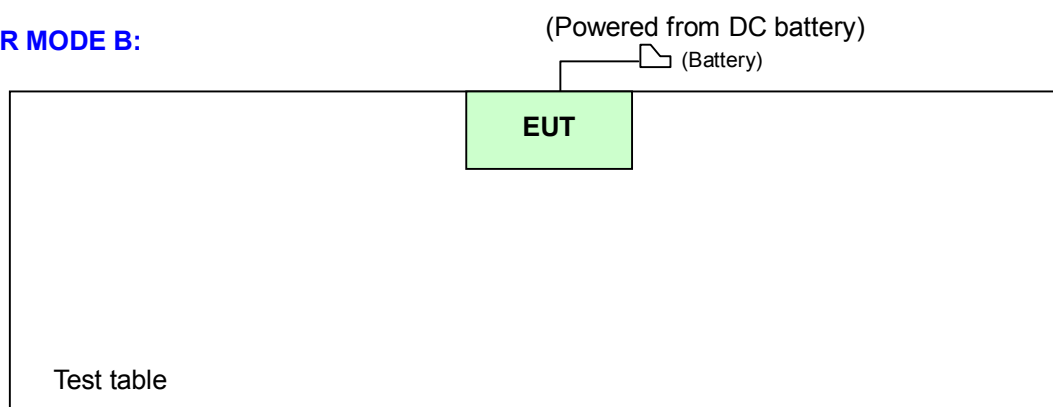 R MODE B:
(Powered from DC battery)
(Battery)
EUT
Test table